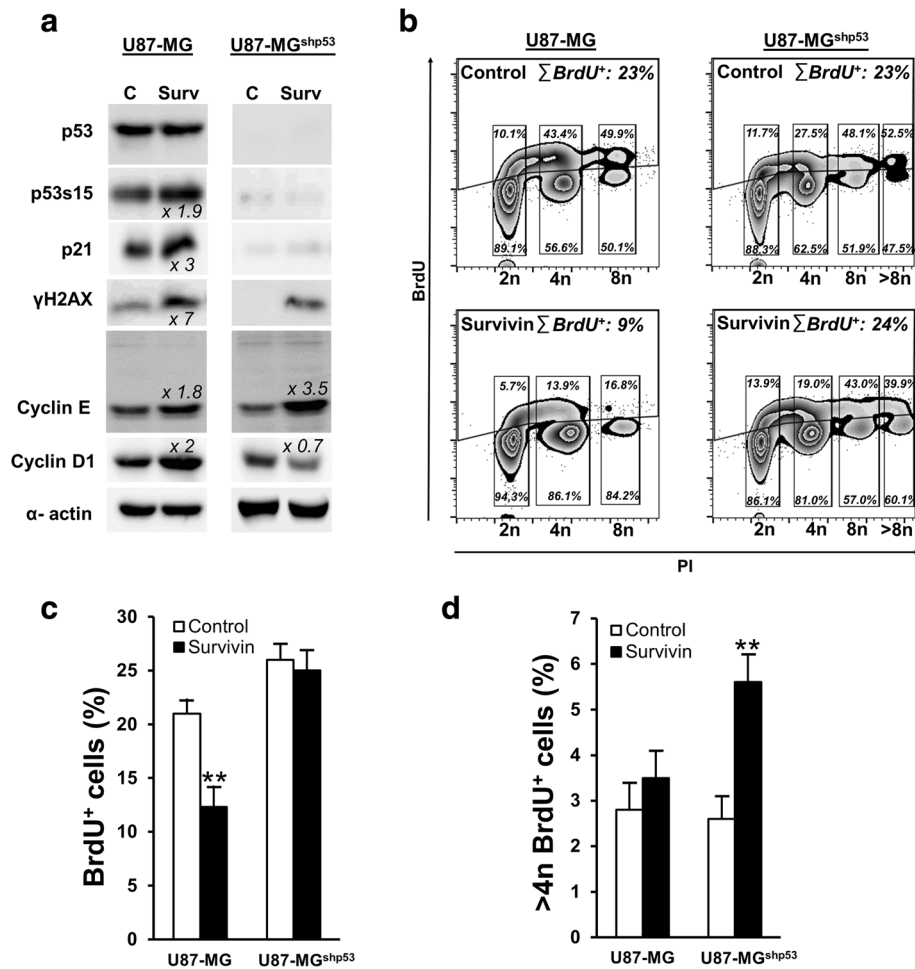 a
U87-MG U87-MGshp53
C Surv C Surv
p53
p53s15
x 1.9
p21
x 3
γH2AX
x 7
Cyclin E
x 1.8 x 3.5
Cyclin D1
x 2 x 0.7
α- actin
b
U87-MG U87-MGshp53
Control ∑BrdU+: 23% Control ∑BrdU+: 23%
10.1% 43.4% 49.9% 11.7% 27.5% 48.1% 52.5%
89.1% 56.6% 50.1% 88.3% 62.5% 51.9% 47.5%
2n 4n 8n 2n 4n 8n >8n
BrdU
Survivin ∑BrdU+: 9% Survivin ∑BrdU+: 24%
5.7% 13.9% 16.8% 13.9% 19.0% 43.0% 39.9%
94.3% 86.1% 84.2% 86.1% 81.0% 57.0% 60.1%
2n 4n 8n 2n 4n 8n >8n
PI
c
BrdU+ cells (%)
30
25
20
15
10
5
0
Control
Survivin
**
U87-MG U87-MGshp53
d
>4n BrdU+ cells (%)
7
6
5
4
3
2
1
0
Control
Survivin
**
U87-MG U87-MGshp53